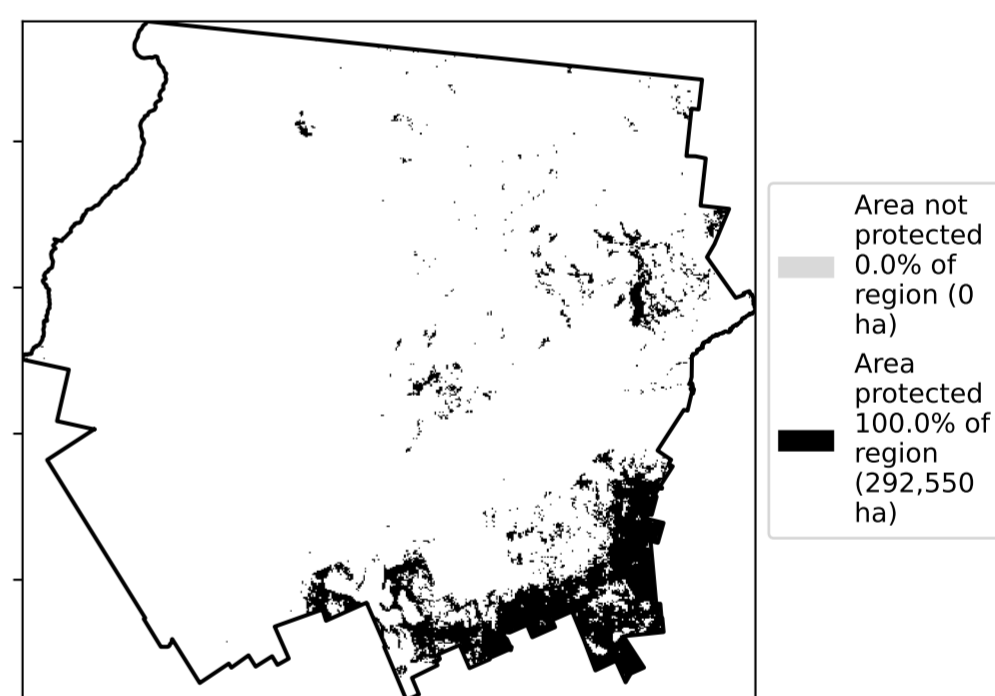 Area not
protected
0.0% of
region (0
ha)
Area
protected
100.0% of
region
(292,550
ha)